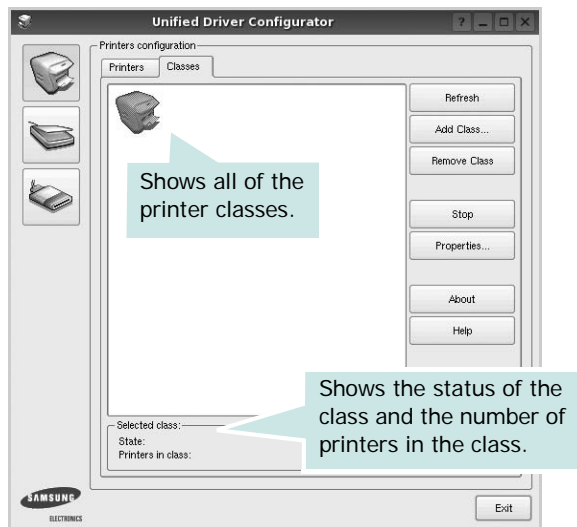 Unified Driver Configurator
Printers configuration
Printers
Classes
Refresh
Add Class...
Remove Class
Shows all of the
printer classes.
Stop
Properties...
About
Help
Shows the status of the
class and the number of
printers in the class.
Selected class:
State:
Printers in class:
SAMSUNG
ELECTRONICS
Exit